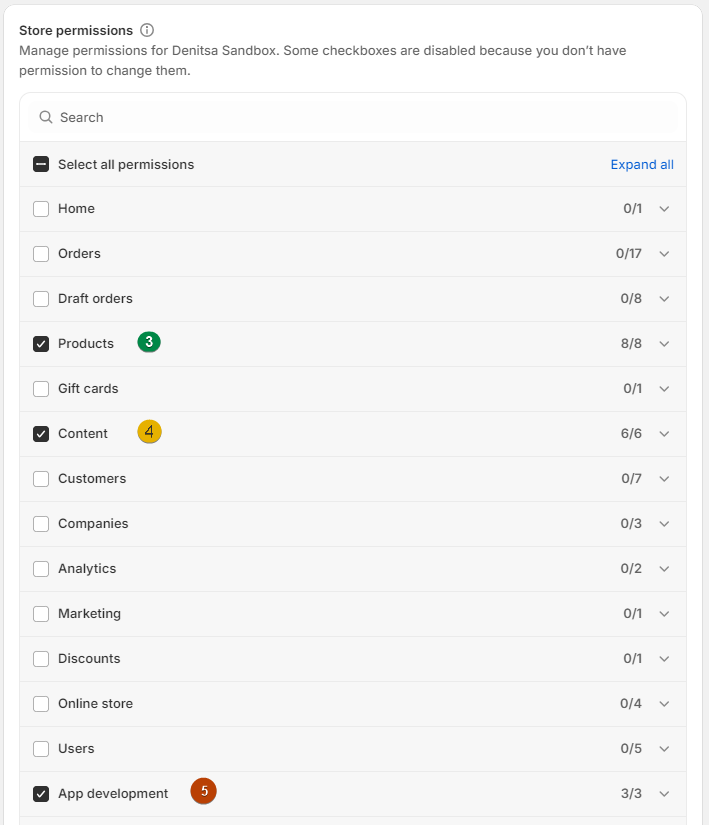 Store permissions
Manage permissions for Denitsa Sandbox. Some checkboxes are disabled because you don’t have
permission to change them.
Search
Select all permissions Expand all
Home 0/1
Orders 0/17
Draft orders 0/8
Products 3 8/8
Gift cards 0/1
Content 4 6/6
Customers 0/7
Companies 0/3
Analytics 0/2
Marketing 0/1
Discounts 0/1
Online store 0/4
Users 0/5
App development 5 3/3